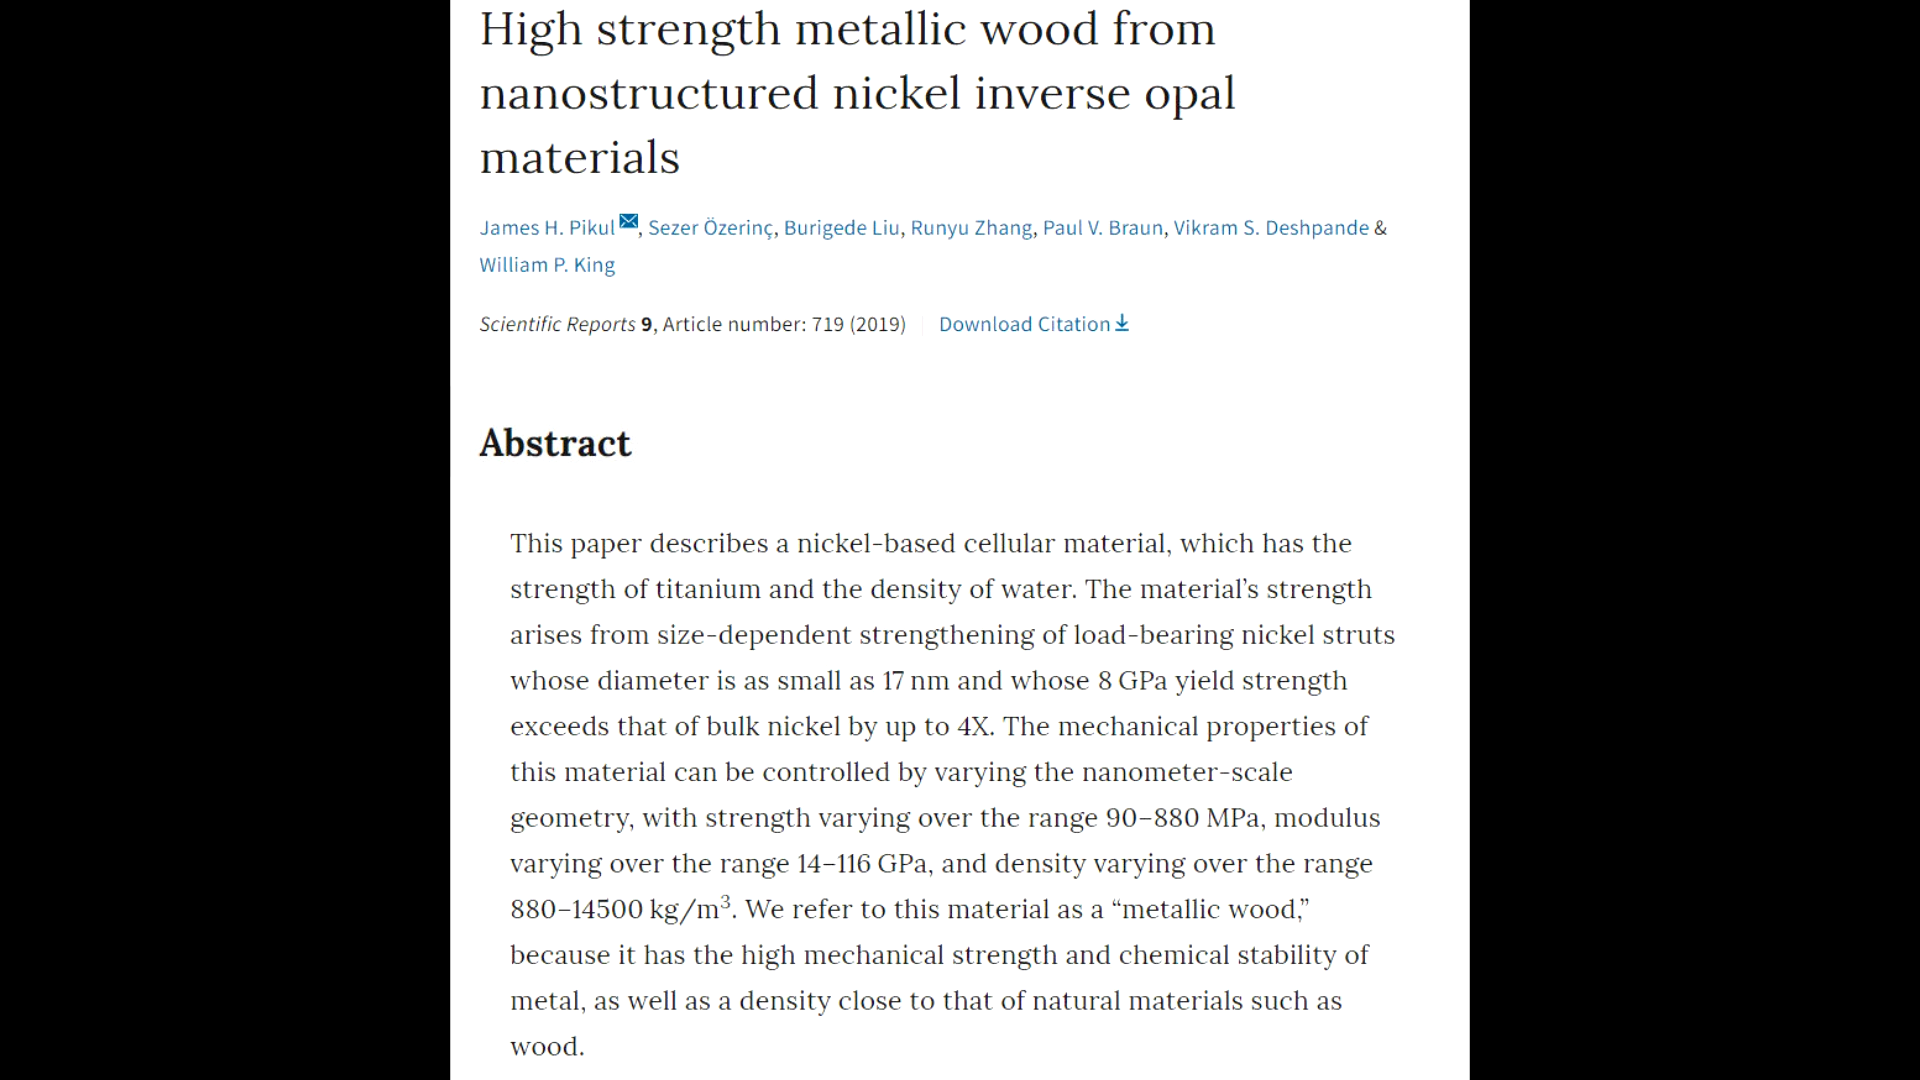 High strength metallic wood from
nanostructured nickel inverse opal
materials
James H. Pikul, Sezer Özerinç, Burigede Liu, Runyu Zhang, Paul V. Braun, Vikram S. Deshpande &
William P. King
Scientific Reports 9, Article number: 719 (2019) Download Citation
Abstract
This paper describes a nickel-based cellular material, which has the
strength of titanium and the density of water. The material’s strength
arises from size-dependent strengthening of load-bearing nickel struts
whose diameter is as small as 17 nm and whose 8 GPa yield strength
exceeds that of bulk nickel by up to 4X. The mechanical properties of
this material can be controlled by varying the nanometer-scale
geometry, with strength varying over the range 90–880 MPa, modulus
varying over the range 14–116 GPa, and density varying over the range
880–14500 kg/m³. We refer to this material as a “metallic wood,”
because it has the high mechanical strength and chemical stability of
metal, as well as a density close to that of natural materials such as
wood.